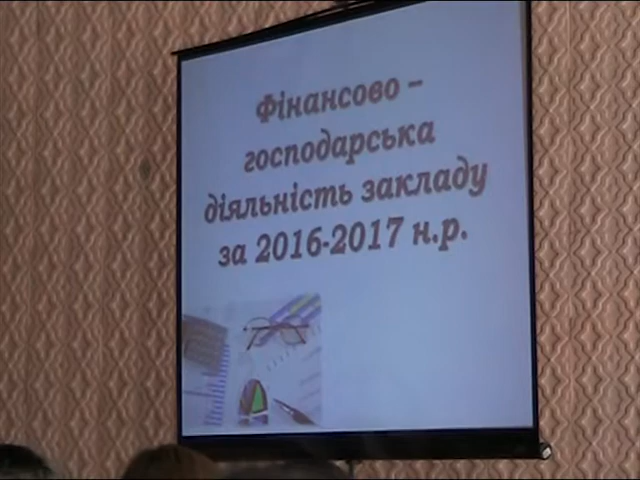 Фінансово –
господарська
діяльність закладу
за 2016-2017 н.р.